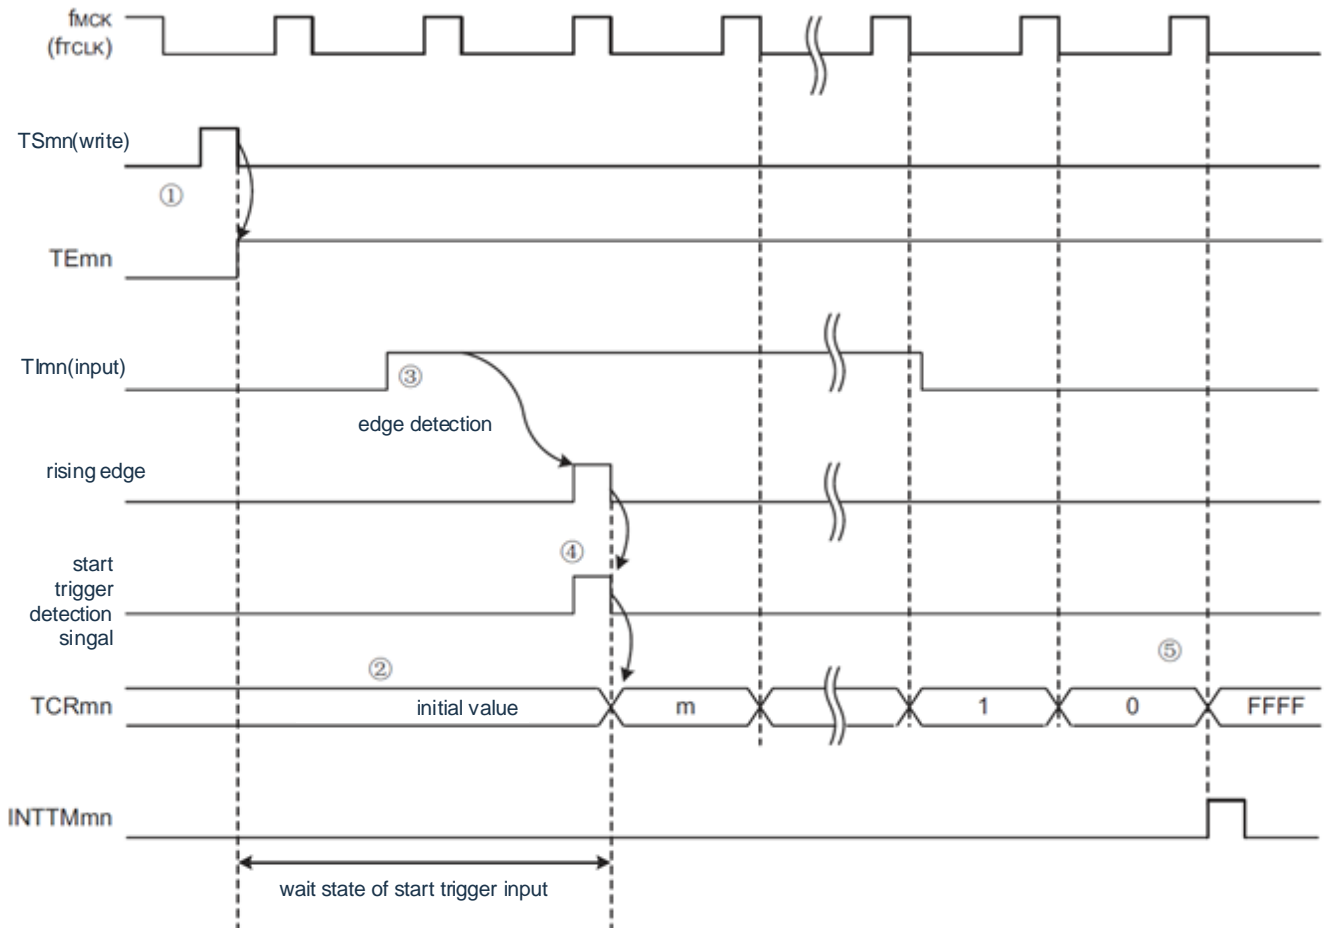 fMCK
(fTCLK)
TSmn(write)
①
TEmn
TImn(input)
③
edge detection
rising edge
④
start
trigger
detection
singal
②
⑤
TCRmn
initial value
m
1
0
FFFF
INTTMmn
wait state of start trigger input